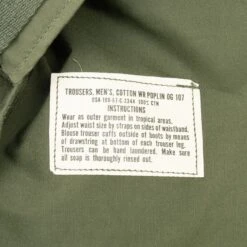 TROUSERS, MEN'S, COTTON WR POPLIN OG 107
100% CTN
INSTRUCTIONS
Wear as outer garment in tropical areas.
Adjust waist size by straps on sides of waistband.
Blouse trouser cuffs outside of boots by means
of drawstring at bottom of each trouser leg.
Trousers can be hand laundered. Make sure
all soap is thoroughly rinsed out.